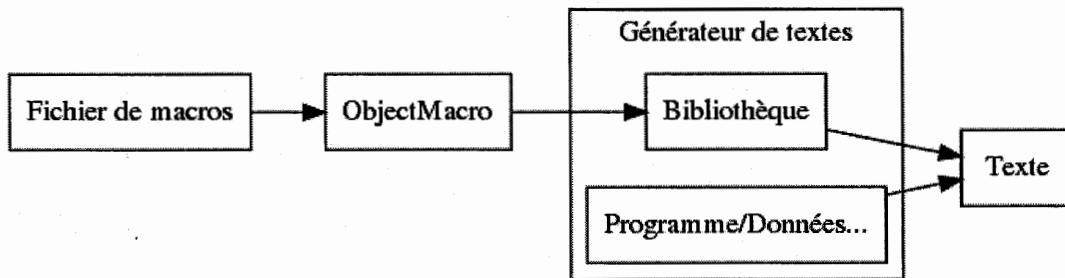 Générateur de textes
Fichier de macros
ObjectMacro
Bibliothèque
Texte
Programme/Données...